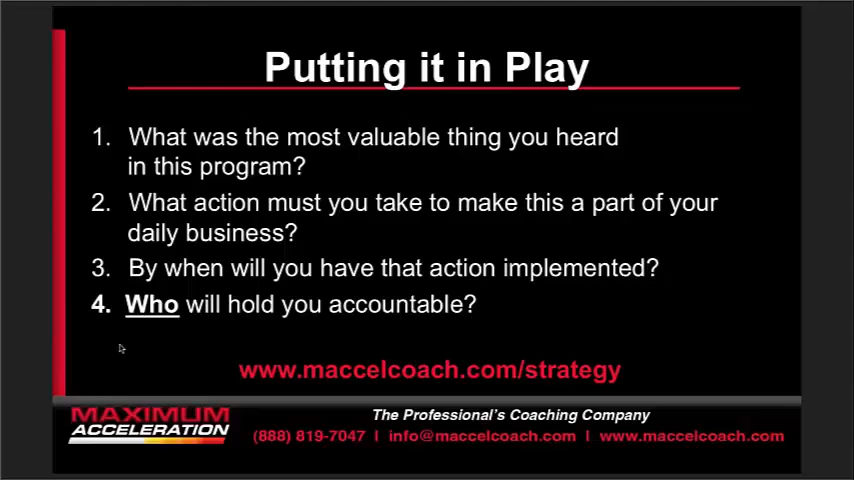 Putting it in Play
1. What was the most valuable thing you heard
in this program?
2. What action must you take to make this a part of your
daily business?
3. By when will you have that action implemented?
4. Who will hold you accountable?
www.maccelcoach.com/strategy
MAXIMUM
ACCELERATION
The Professional's Coaching Company
(888) 819-7047 | info@maccelcoach.com | www.maccelcoach.com